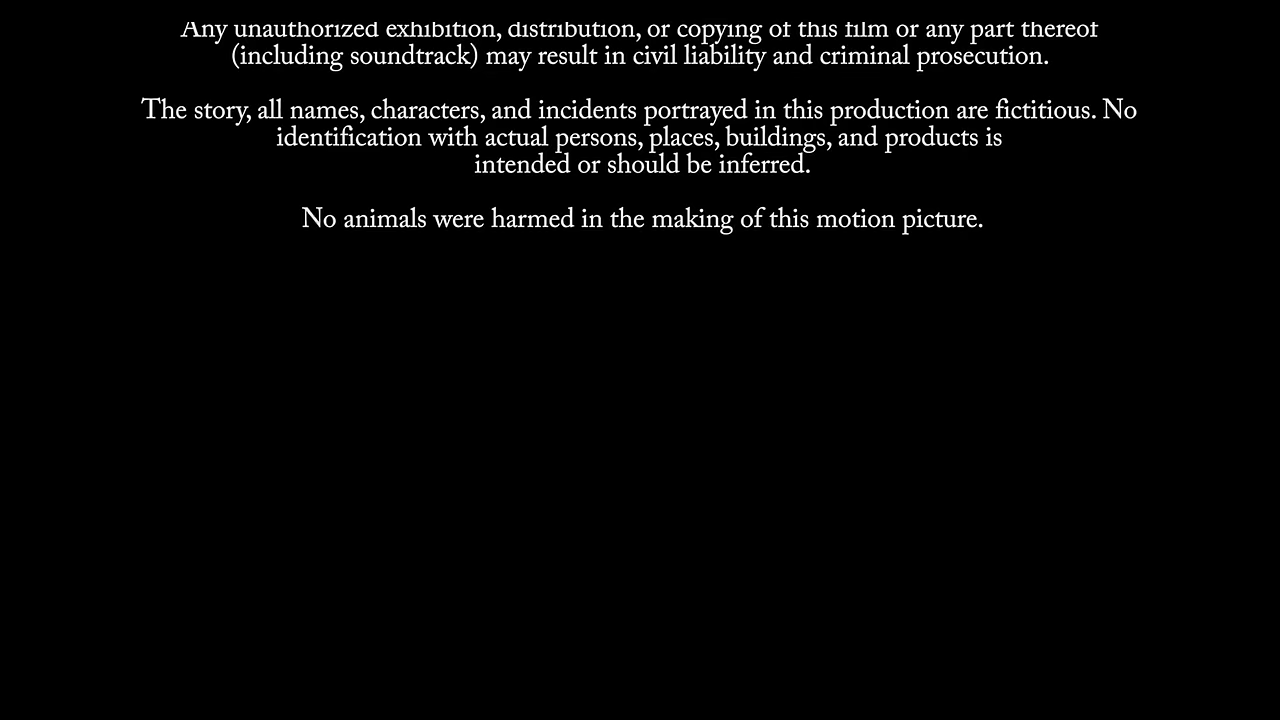 Any unauthorized exhibition, distribution, or copying of this film or any part thereof
(including soundtrack) may result in civil liability and criminal prosecution.
The story, all names, characters, and incidents portrayed in this production are fictitious. No
identification with actual persons, places, buildings, and products is
intended or should be inferred.
No animals were harmed in the making of this motion picture.